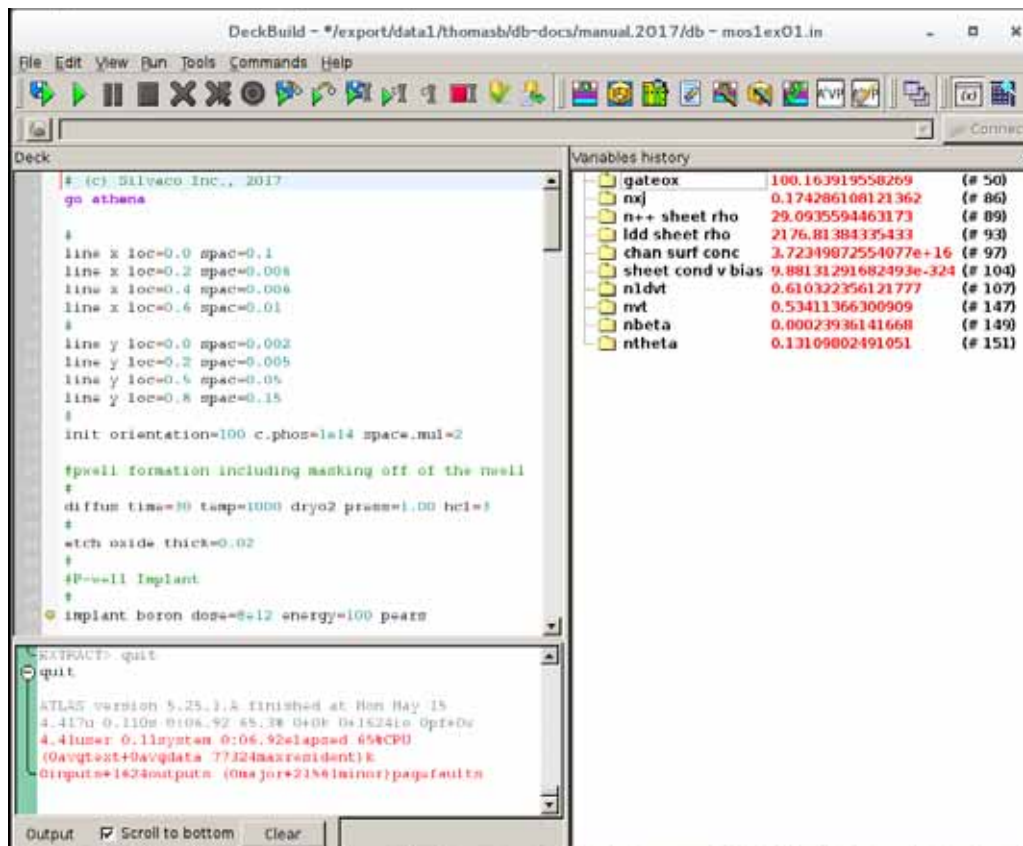 DeckBuild - */export/data1/thomasb/db-docs/manual.2017/db - mos1ex01.in
File Edit View Run Tools Commands Help
Connec
Deck
# (c) Silvaco Inc., 2017
go athena
#
line x loc=0.0 spac=0.1
line x loc=0.2 spac=0.006
line x loc=0.4 spac=0.006
line x loc=0.6 spac=0.01
#
line y loc=0.0 spac=0.002
line y loc=0.2 spac=0.005
line y loc=0.5 spac=0.05
line y loc=0.8 spac=0.15
#
init orientation=100 c.phos=1e14 space.mul=2
#pwell formation including masking off of the nwell
#
diffus time=30 temp=1000 dryo2 press=1.00 hcl=3
#
etch oxide thick=0.02
#
#P-well Implant
#
implant boron dose=8e12 energy=100 pears
Variables history
gateox 100.163919558269 (# 50)
nxj 0.174286108121362 (# 86)
n++ sheet rho 29.0935594463173 (# 89)
ldd sheet rho 2176.81384335433 (# 93)
chan surf conc 3.72349872554077e+16 (# 97)
sheet cond v bias 9.88131291682493e-324 (# 104)
n1dvt 0.610322356121777 (# 107)
nvt 0.53411366300909 (# 147)
nbeta 0.00023936141668 (# 149)
ntheta 0.13109802491051 (# 151)
EXTRACT> quit
quit
ATLAS version 5.25.1.A finished at Mon May 15
4.417u 0.110s 0:06.92 65.3% 0+0k 0+1624io 0pf+0w
4.41user 0.11system 0:06.92elapsed 65%CPU
(0avgtext+0avgdata 77324maxresident)k
0inputs+1624outputs (0major+21561minor)pagefaults
Output Scroll to bottom Clear